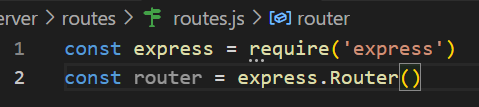 erver > routes > routes.js > router
1 const express = require('express')
2 const router = express.Router()